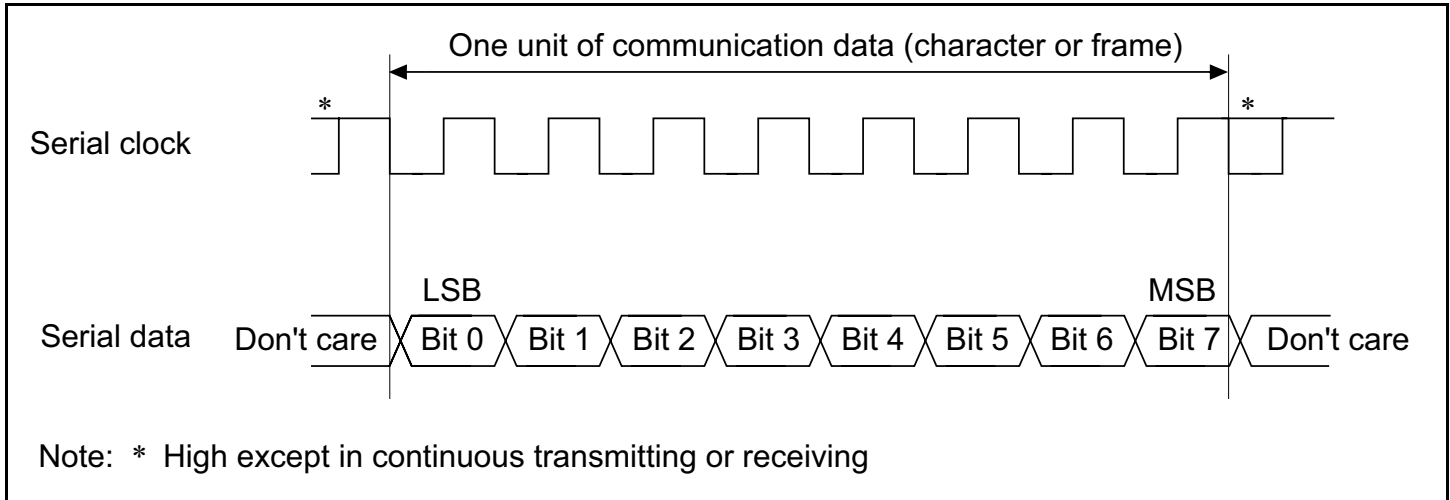 One unit of communication data (character or frame)
* *
Serial clock
LSB MSB
Serial data Don't care Bit 0 Bit 1 Bit 2 Bit 3 Bit 4 Bit 5 Bit 6 Bit 7 Don't care
Note: * High except in continuous transmitting or receiving